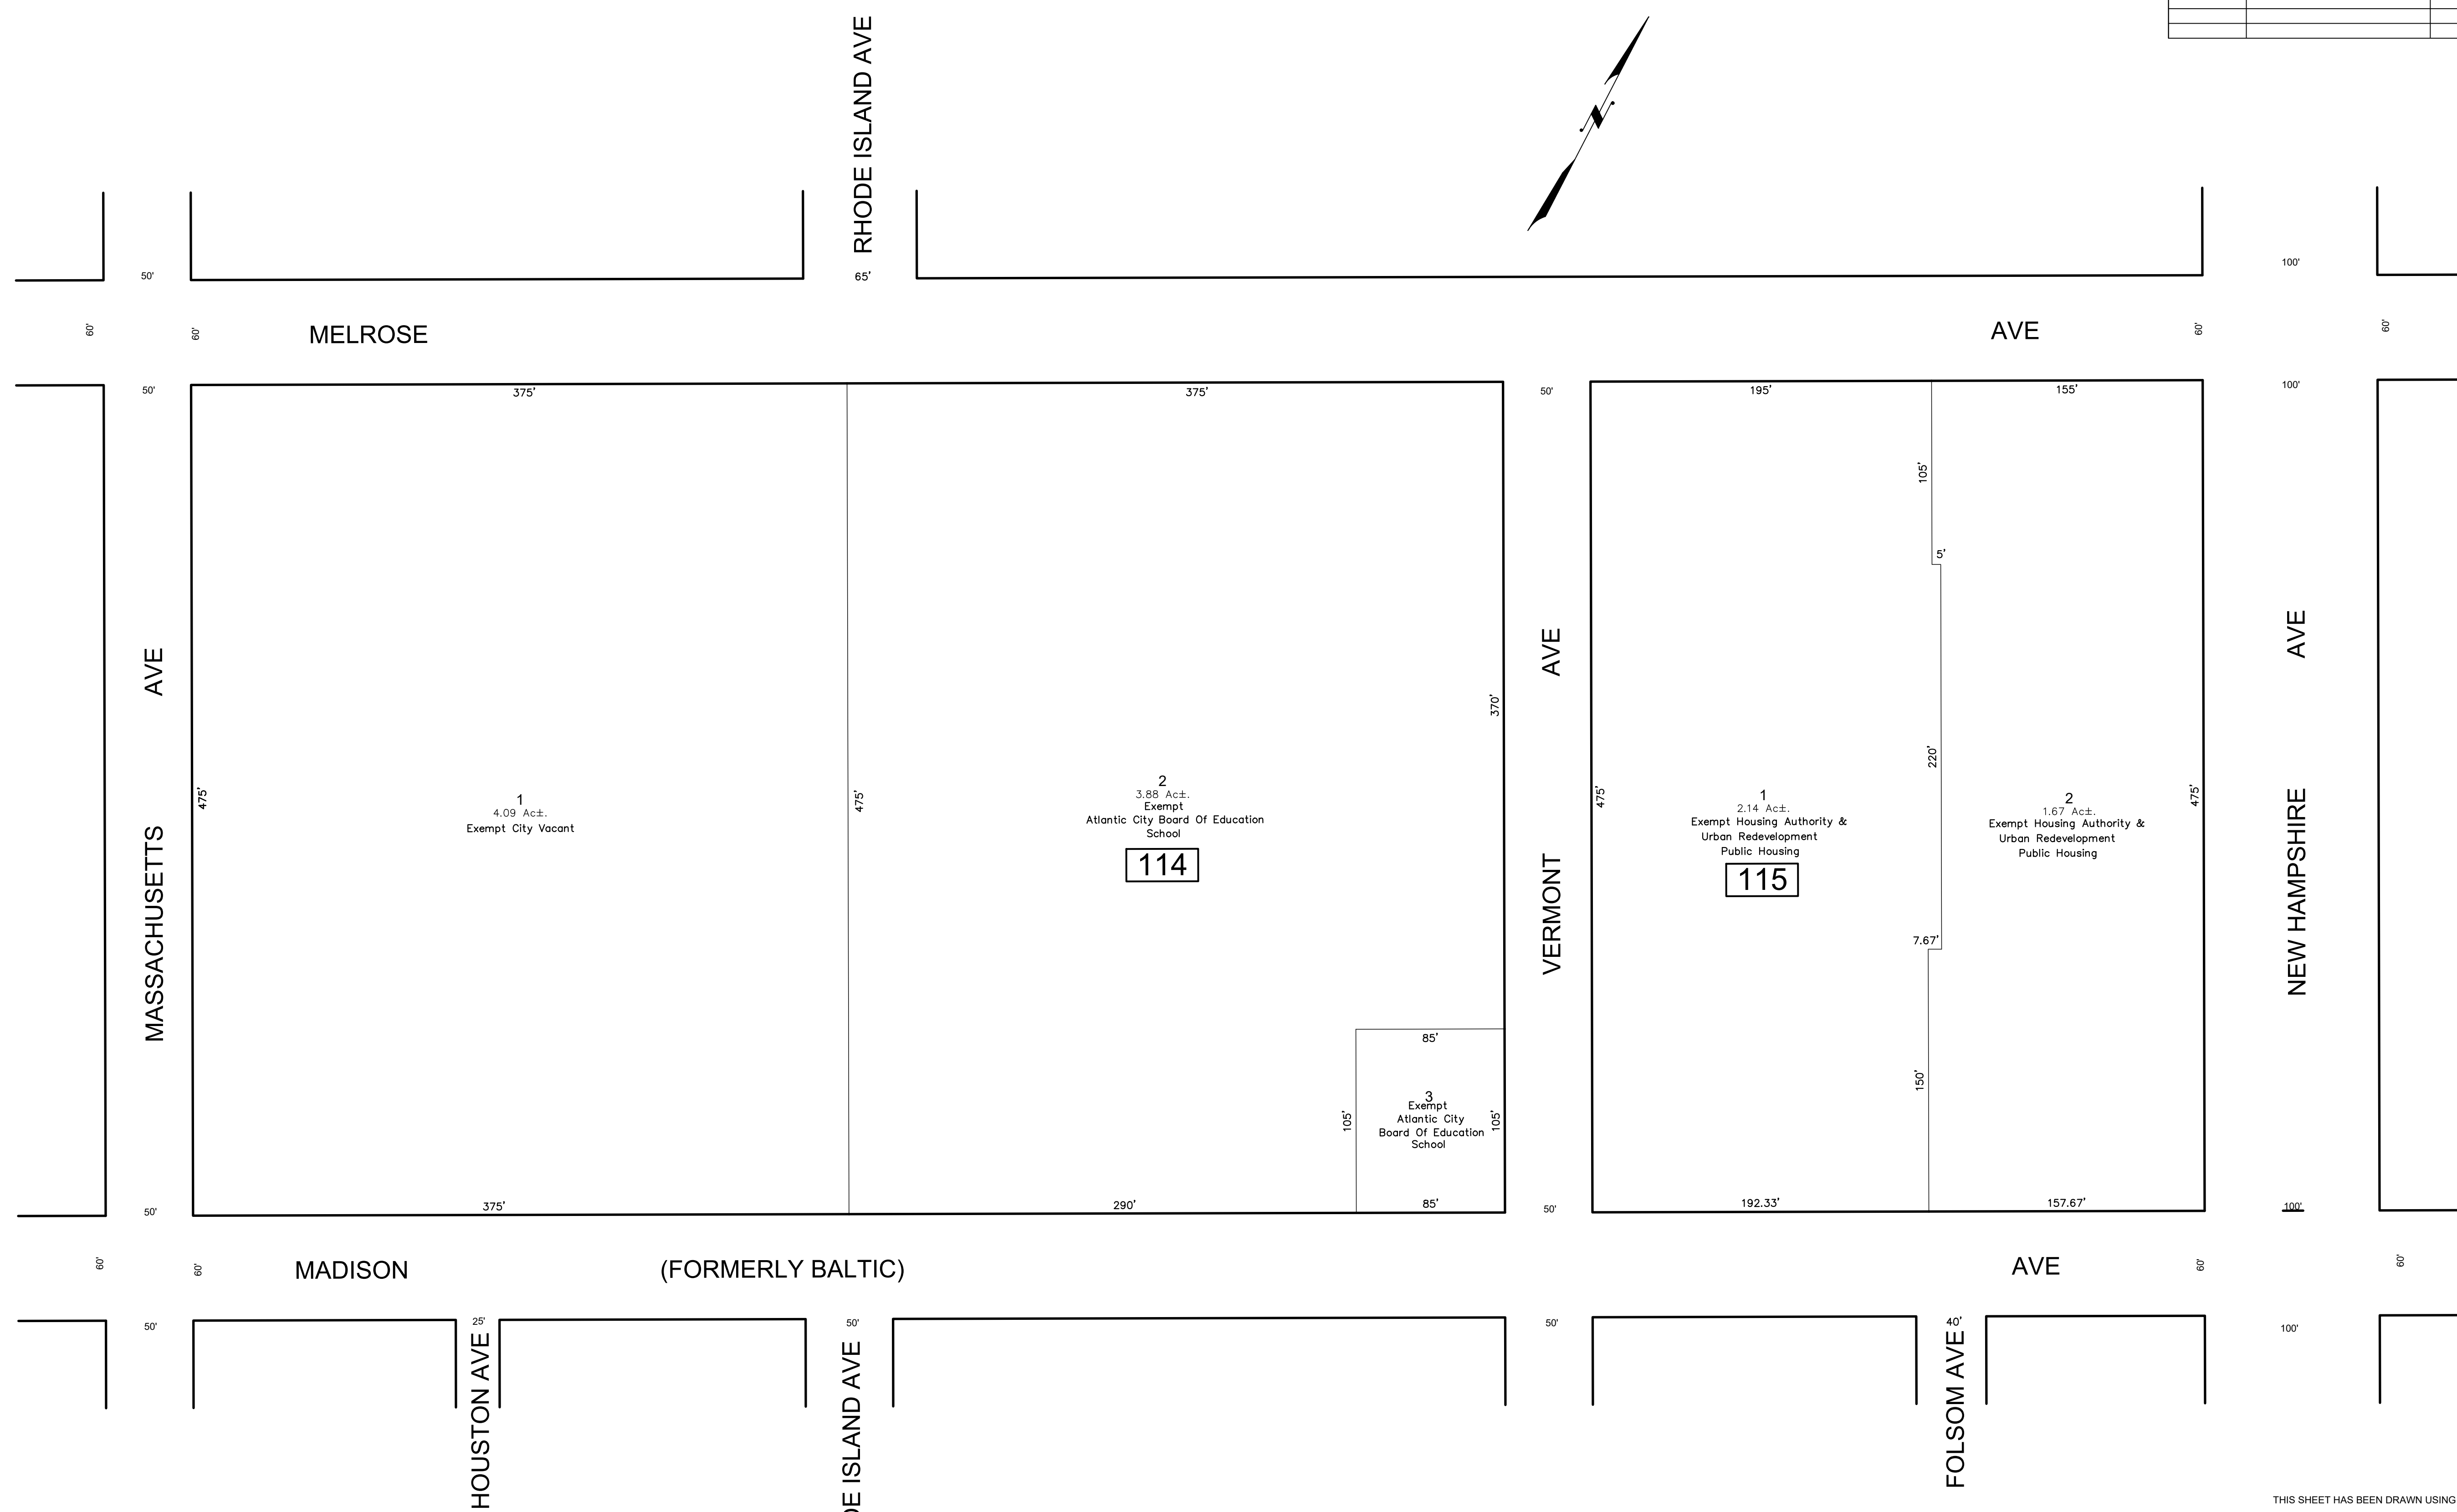 RHODE ISLAND AVE
65'
50'
100'
60'
60'
MELROSE
AVE
60'
60'
50'
375'
375'
50'
195'
155'
100'
105'
5'
MASSACHUSETTS AVE
475'
1
4.09 Ac±.
Exempt City Vacant
475'
2
3.88 Ac±.
Exempt
Atlantic City Board Of Education
School
114
370'
VERMONT AVE
475'
1
2.14 Ac±.
Exempt Housing Authority &
Urban Redevelopment
Public Housing
115
220'
2
1.67 Ac±.
Exempt Housing Authority &
Urban Redevelopment
Public Housing
475'
NEW HAMPSHIRE AVE
7.67'
85'
105'
3
Exempt
Atlantic City
Board Of Education
School
105'
150'
50'
375'
290'
85'
50'
192.33'
157.67'
100'
60'
60'
MADISON
(FORMERLY BALTIC)
AVE
60'
60'
50'
25'
50'
50'
40'
100'
HOUSTON AVE
ISLAND AVE
FOLSOM AVE
THIS SHEET HAS BEEN DRAWN USING